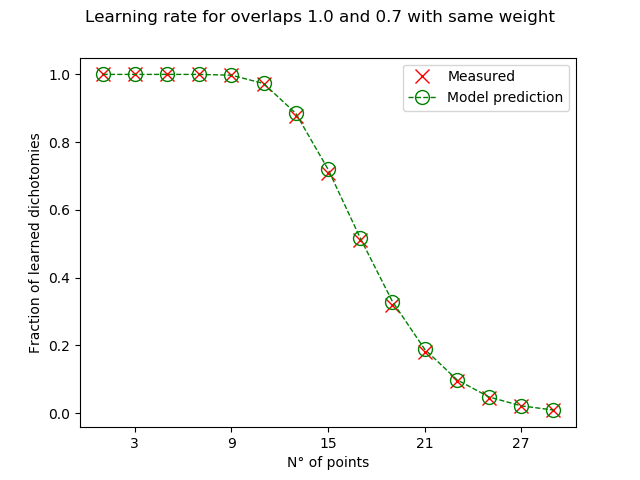 Learning rate for overlaps 1.0 and 0.7 with same weight
Measured
Model prediction
Fraction of learned dichotomies
1.0
0.8
0.6
0.4
0.2
0.0
3 9 15 21 27
N° of points